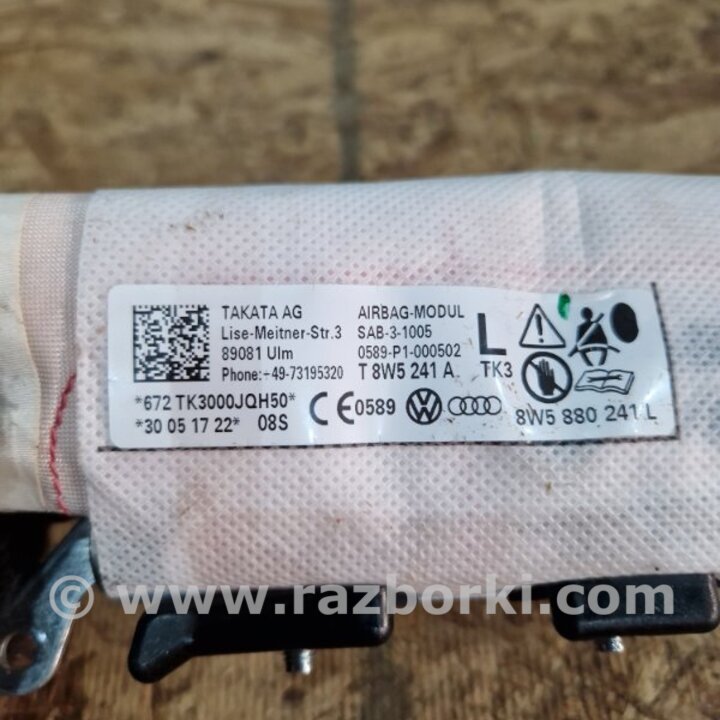 TAKATA AG
Lise-Meitner-Str.3
89081 Ulm
Phone:+49-73195320
AIRBAG-MODUL
SAB-3-1005
0589-P1-000502
T 8W5 241 A.
L
TK3
*672 TK3000JQH50*
*30 05 17 22* 08S
CE0589
8W5 880 241 L
© www.razborki.com